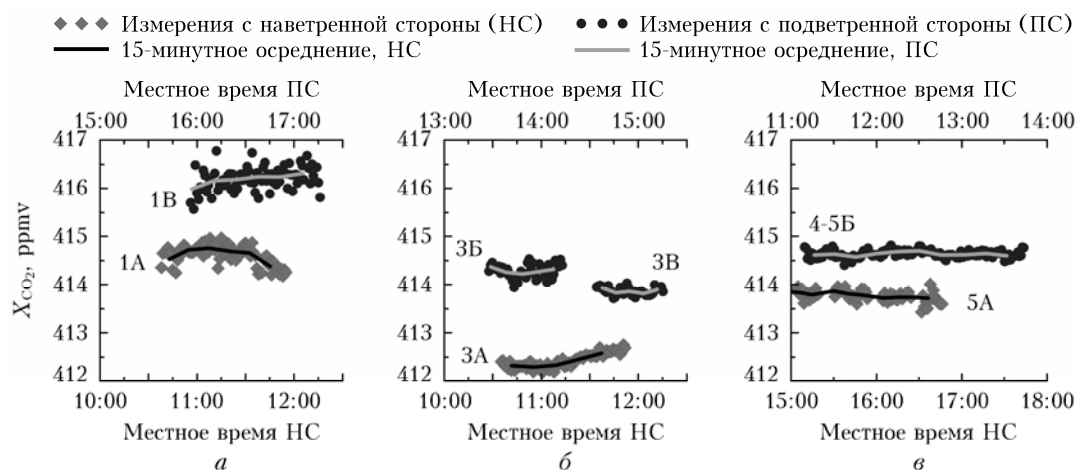 Измерения с наветренной стороны (НС) Измерения с подветренной стороны (ПС)
15-минутное осреднение, НС 15-минутное осреднение, ПС
Местное время ПС Местное время ПС Местное время ПС
15:00 16:00 17:00 13:00 14:00 15:00 11:00 12:00 13:00 14:00
417 417 417
416 416 416
1В
415 415 415
4-5Б
3Б 3В
1А
414 414 414
5А
413 413 413
3А
412 412 412
XCO2, ppmv
10:00 11:00 12:00 10:00 11:00 12:00 15:00 16:00 17:00 18:00
Местное время НС Местное время НС Местное время НС
а б в